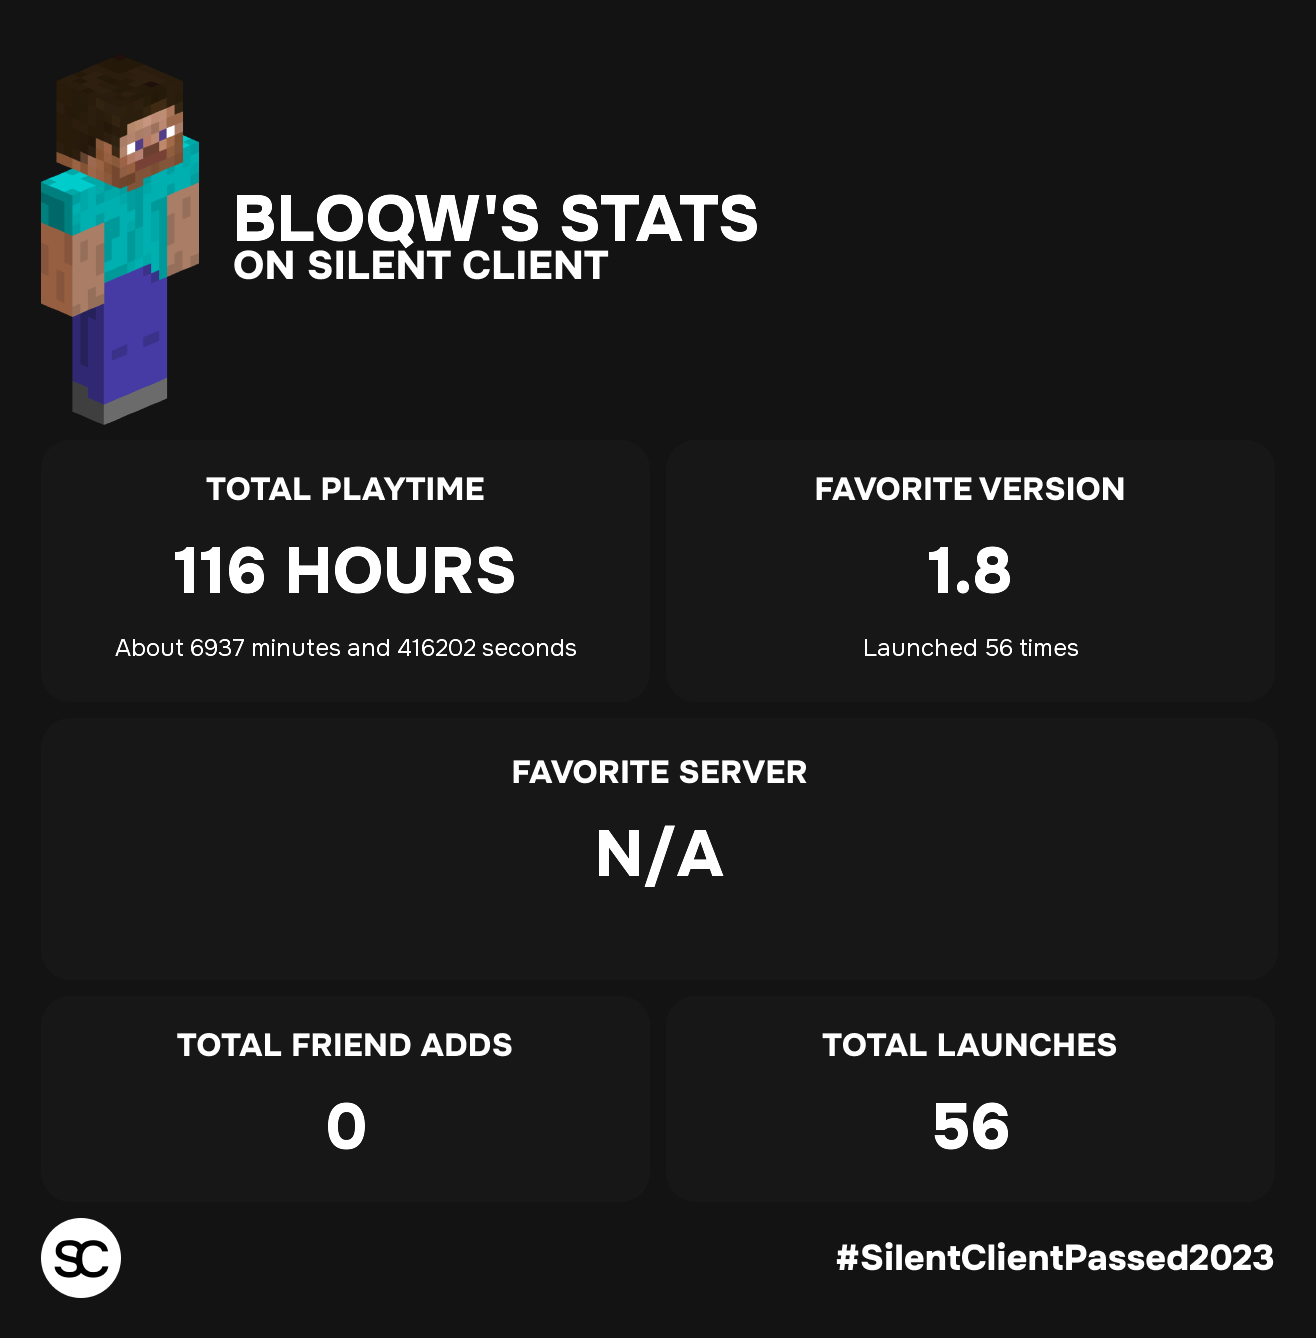 BLOQW'S STATS
ON SILENT CLIENT
TOTAL PLAYTIME
116 HOURS
About 6937 minutes and 416202 seconds
FAVORITE VERSION
1.8
Launched 56 times
FAVORITE SERVER
N/A
TOTAL FRIEND ADDS
0
TOTAL LAUNCHES
56
SC
#SilentClientPassed2023